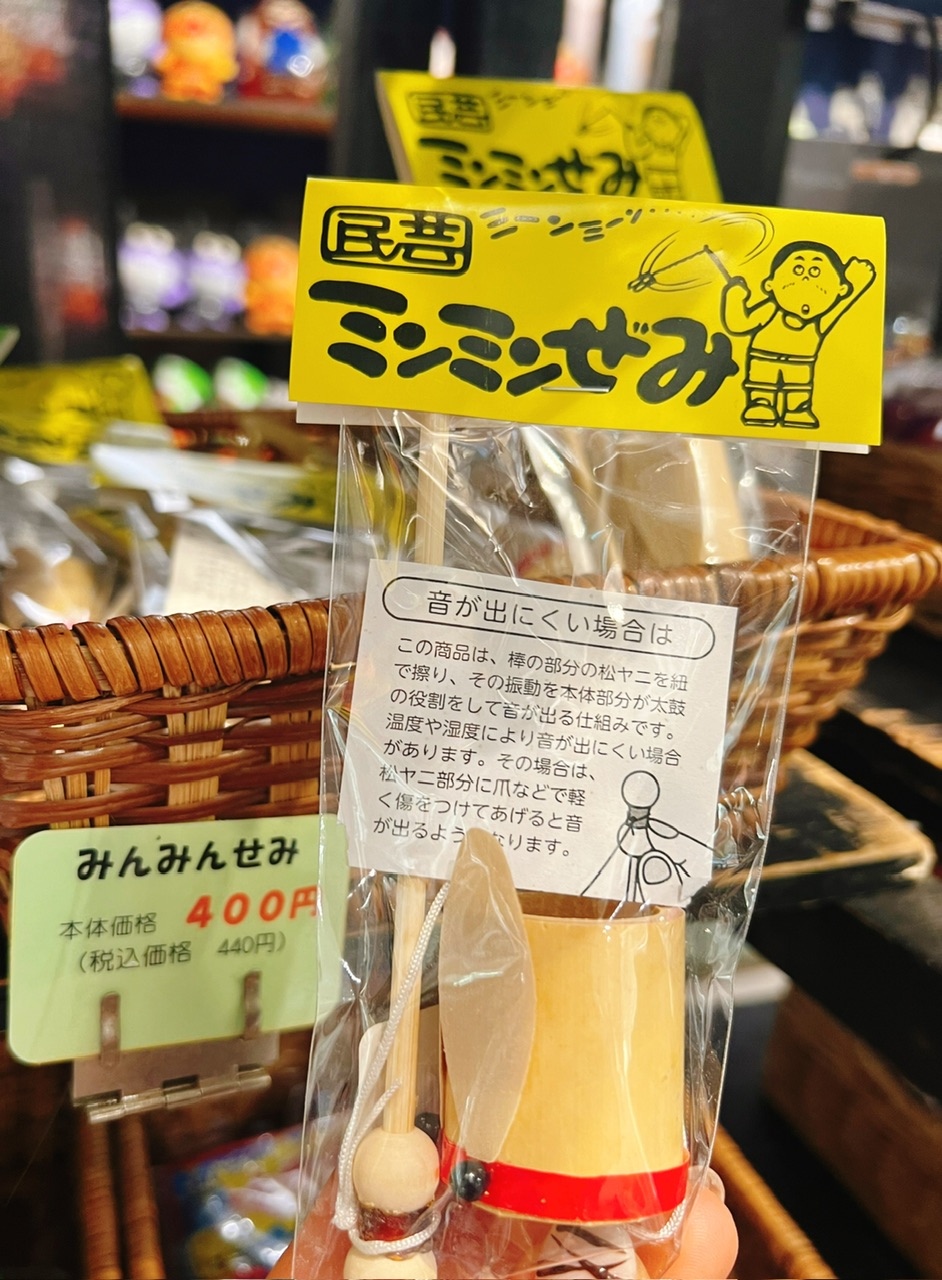 民芸
ミンミンぜみ
民芸
ミーンミ
ミンミンぜみ
音が出にくい場合は
この商品は、棒の部分の松ヤニを紐
で擦り、その振動を本体部分が太鼓
の役割をして音が出る仕組みです。
温度や湿度により音が出にくい場合
があります。その場合は、
松ヤニ部分に爪などで軽
く傷をつけてあげると音
が出るようになります。
みんみんせみ
本体価格 400円
(税込価格 440円)